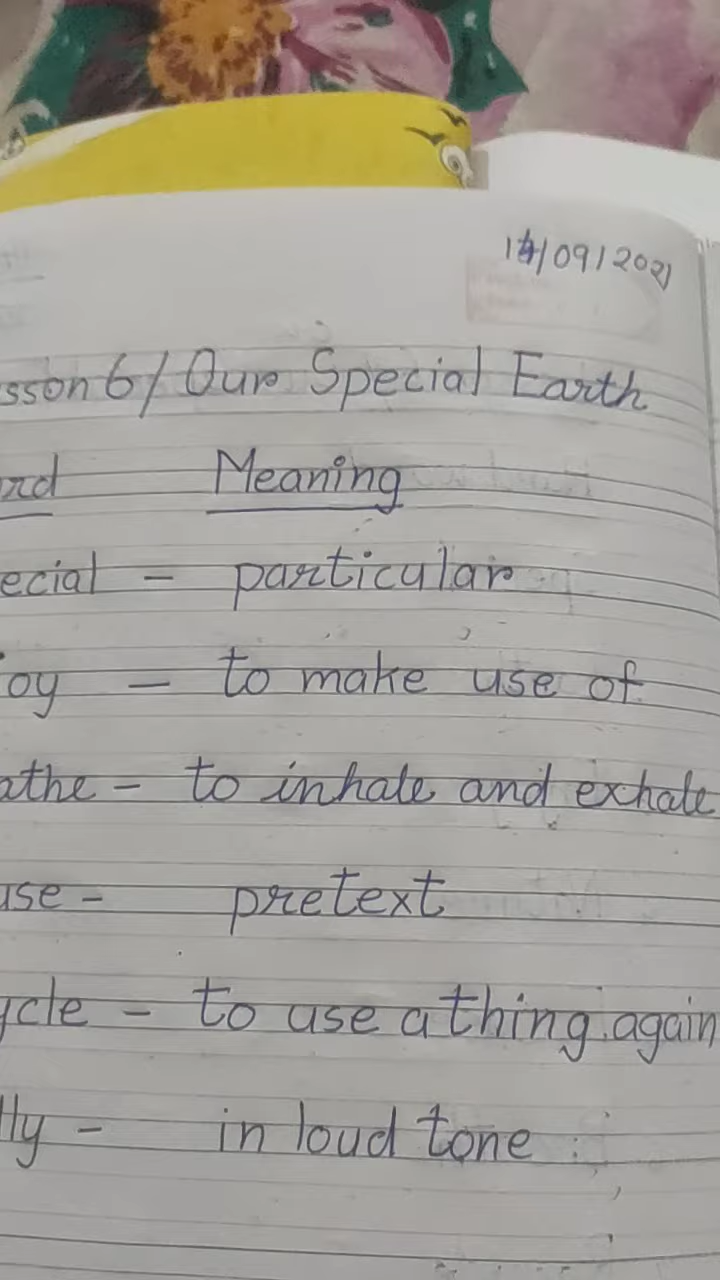 14/09/2021
sson 6/ Our Special Earth
rd Meaning
ecial - particular
oy - to make use of
athe - to inhale and exhale
use - pretext
ycle - to use a thing again
lly - in loud tone